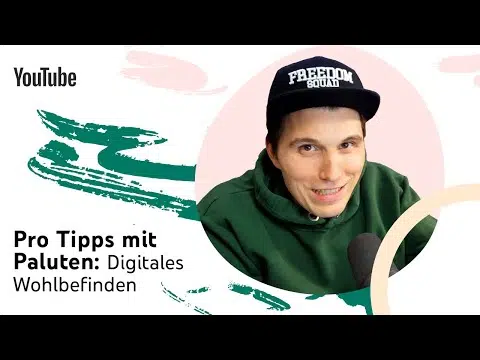 YouTube
FREEDOM
SQUAD
Pro Tipps mit
Paluten: Digitales
Wohlbefinden